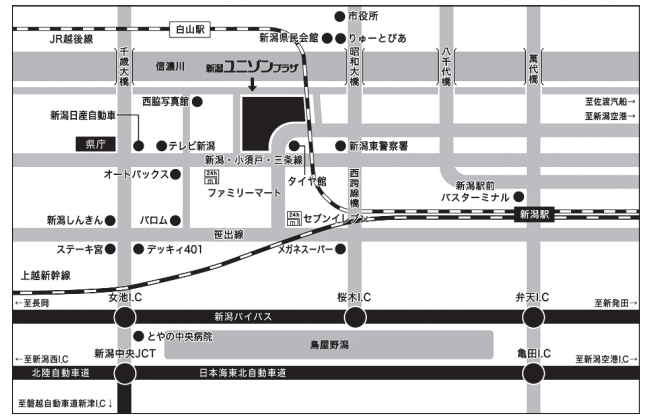 市役所
白山駅
JR越後線
新潟県民会館
りゅーとぴあ
千歳大橋
信濃川
新潟ユニゾンプラザ
昭和大橋
八千代橋
萬代橋
西脇写真館
至佐渡汽船→
新潟日産自動車
至新潟空港→
県庁
テレビ新潟
新潟東警察署
新潟・小須戸・三条線
オートバックス
24h
ファミリーマート
タイヤ館
西跨線橋
新潟駅前
バスターミナル
新潟しんきん
バロム
24h
セブンイレブン
新潟駅
笹出線
ステーキ宮
デッキィ401
メガネスーパー
上越新幹線
女池I.C
桜木I.C
弁天I.C
←至長岡
至新発田→
新潟バイパス
とやの中央病院
鳥屋野潟
新潟中央JCT
亀田I.C
←至新潟西I.C
至新潟空港I.C→
北陸自動車道
日本海東北自動車道
至磐越自動車道新津I.C↓